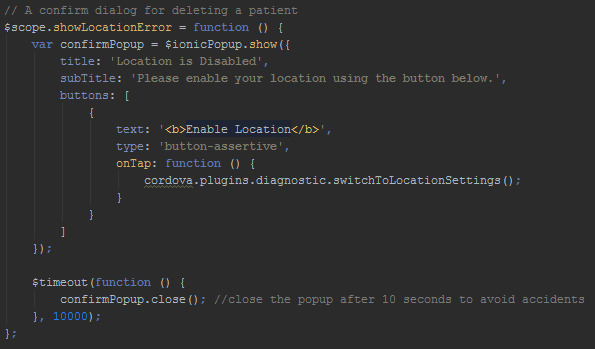 // A confirm dialog for deleting a patient
$scope.showLocationError = function () {
    var confirmPopup = $ionicPopup.show({
        title: 'Location is Disabled',
        subTitle: 'Please enable your location using the button below.',
        buttons: [
            {
                text: '<b>Enable Location</b>',
                type: 'button-assertive',
                onTap: function () {
                    cordova.plugins.diagnostic.switchToLocationSettings();
                }
            }
        ]
    });

    $timeout(function () {
        confirmPopup.close(); //close the popup after 10 seconds to avoid accidents
    }, 10000);
};